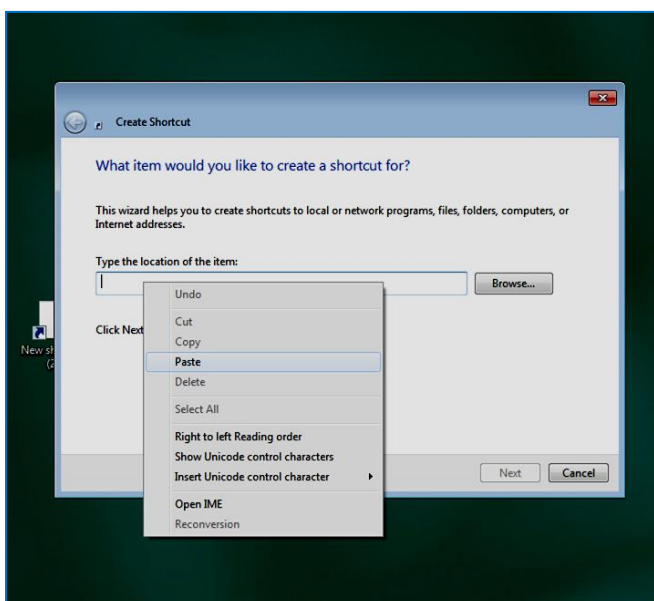 Create Shortcut
What item would you like to create a shortcut for?
This wizard helps you to create shortcuts to local or network programs, files, folders, computers, or
Internet addresses.
Type the location of the item:
Browse...
Undo
Cut
Click Next
Copy
New sh
Paste
(2
Delete
Select All
Right to left Reading order
Show Unicode control characters
Insert Unicode control character
Next
Cancel
Open IME
Reconversion